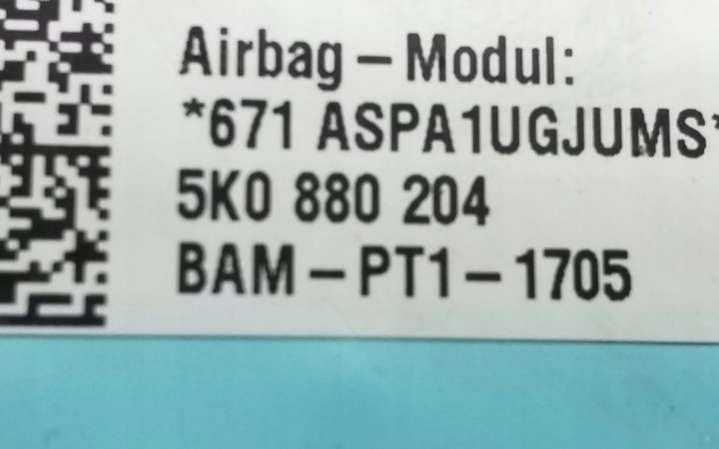 Airbag – Modul:
*671 ASPA1UGJUMS*
5K0 880 204
BAM – PT1 – 1705